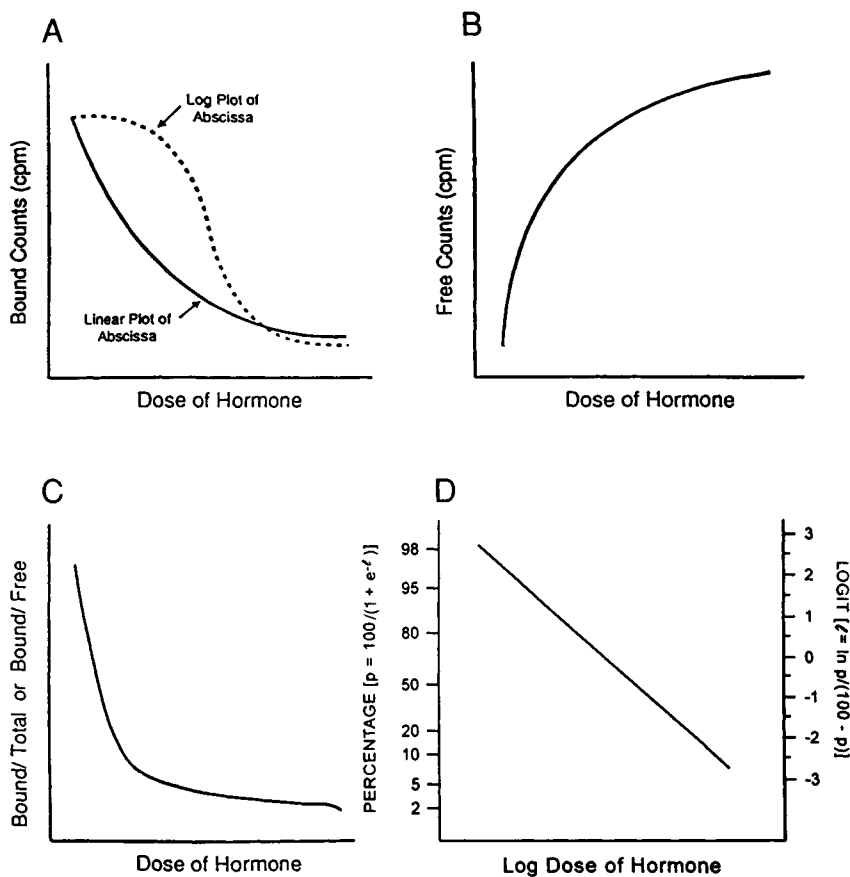 A
Bound Counts (cpm)
Log Plot of
Abscissa
Linear Plot of
Abscissa
Dose of Hormone
B
Free Counts (cpm)
Dose of Hormone
C
Bound/ Total or Bound/ Free
Dose of Hormone
D
PERCENTAGE [p = 100/(1 + e^-ℓ)]
98
95
80
50
20
10
5
2
3
2
1
0
-1
-2
-3
LOGIT [ℓ = ln p/(100 - p)]
Log Dose of Hormone